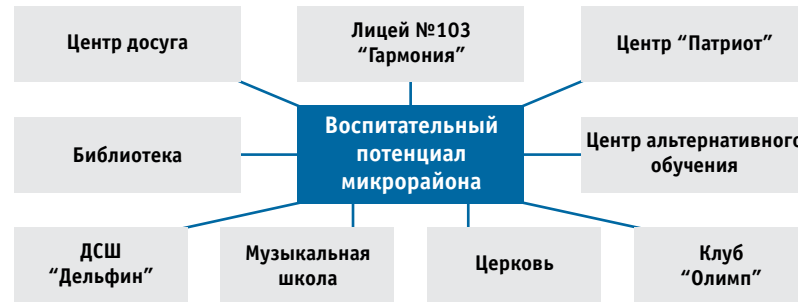 Центр досуга
Лицей №103
“Гармония”
Центр “Патриот”
Воспитательный
потенциал
микрорайона
Библиотека
Центр альтернативного
обучения
ДСШ
“Дельфин”
Музыкальная
школа
Церковь
Клуб
“Олимп”